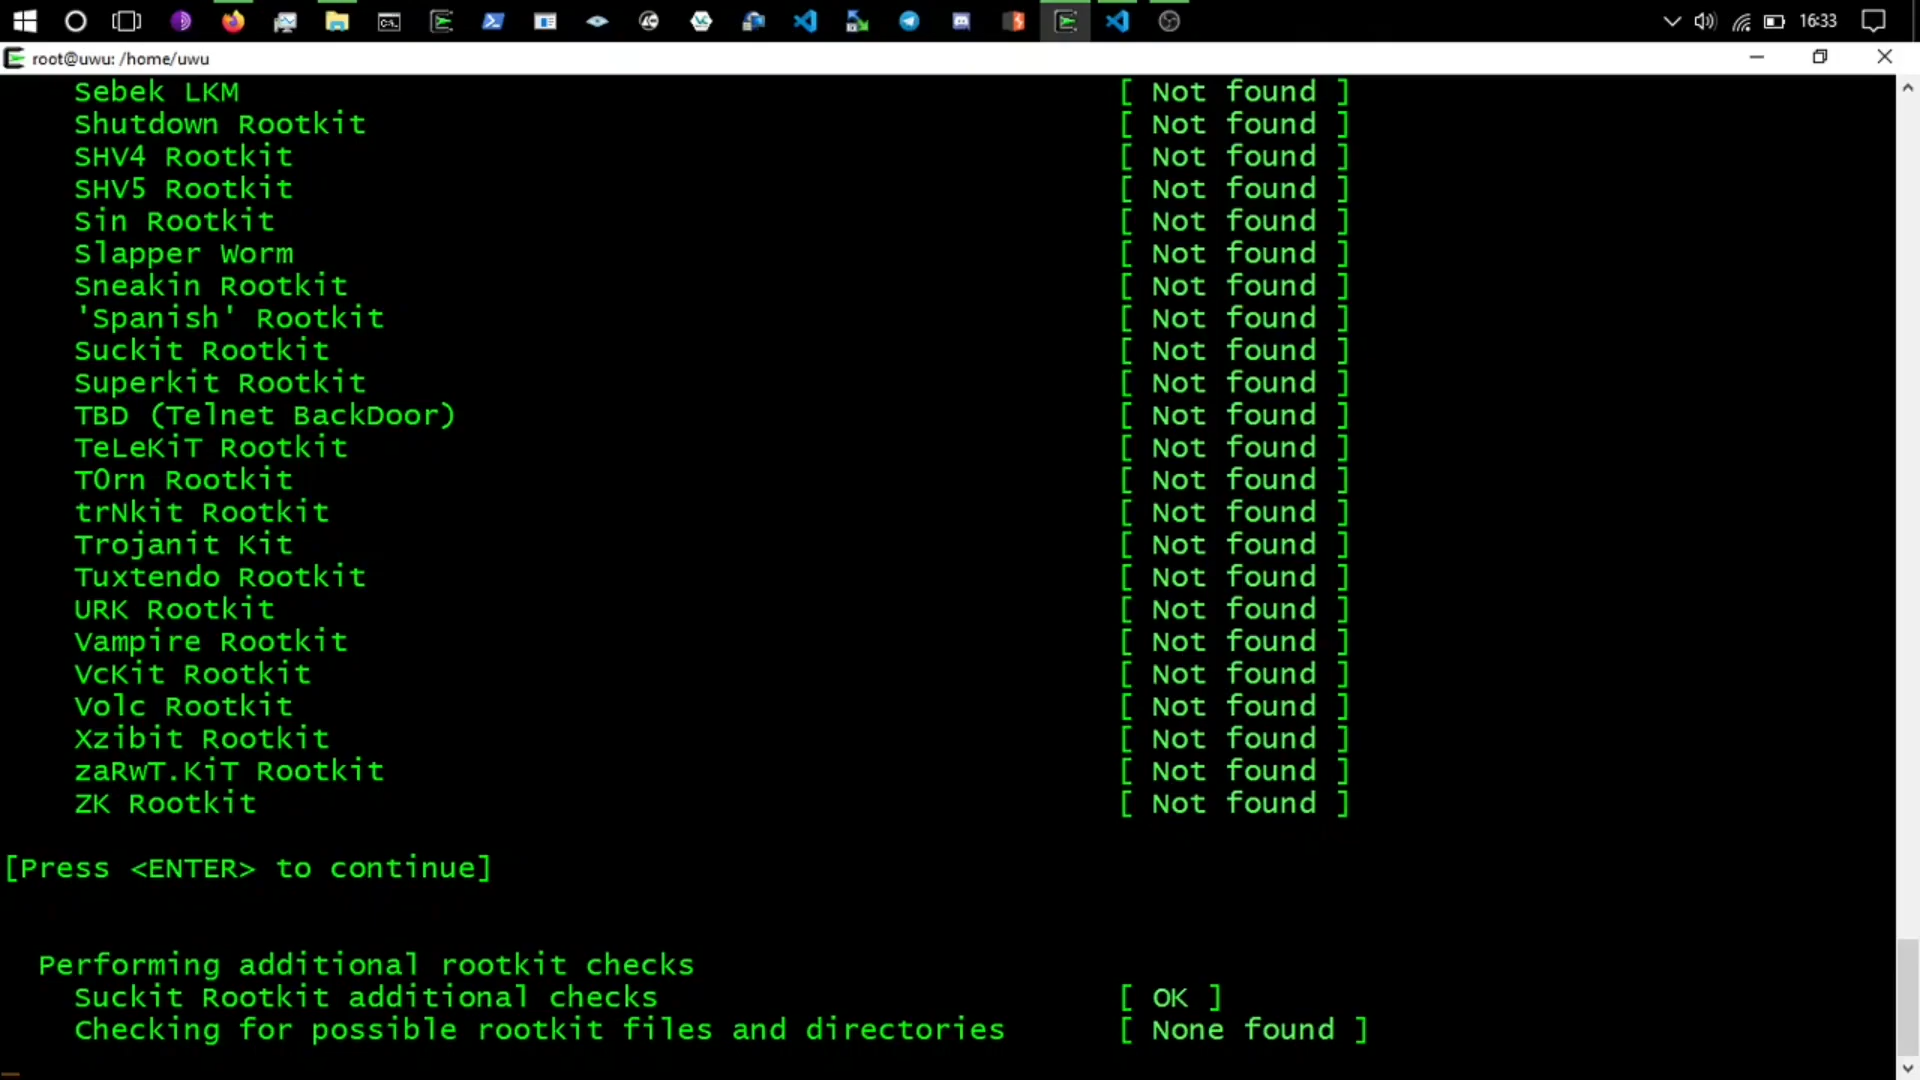 16:33
root@uwu: /home/uwu
Sebek LKM [ Not found ]
Shutdown Rootkit [ Not found ]
SHV4 Rootkit [ Not found ]
SHV5 Rootkit [ Not found ]
Sin Rootkit [ Not found ]
Slapper Worm [ Not found ]
Sneakin Rootkit [ Not found ]
'Spanish' Rootkit [ Not found ]
Suckit Rootkit [ Not found ]
Superkit Rootkit [ Not found ]
TBD (Telnet BackDoor) [ Not found ]
TeLeKiT Rootkit [ Not found ]
T0rn Rootkit [ Not found ]
trNkit Rootkit [ Not found ]
Trojanit Kit [ Not found ]
Tuxtendo Rootkit [ Not found ]
URK Rootkit [ Not found ]
Vampire Rootkit [ Not found ]
VcKit Rootkit [ Not found ]
Volc Rootkit [ Not found ]
Xzibit Rootkit [ Not found ]
zaRwT.KiT Rootkit [ Not found ]
ZK Rootkit [ Not found ]
[Press <ENTER> to continue]
Performing additional rootkit checks
Suckit Rootkit additional checks [ OK ]
Checking for possible rootkit files and directories [ None found ]